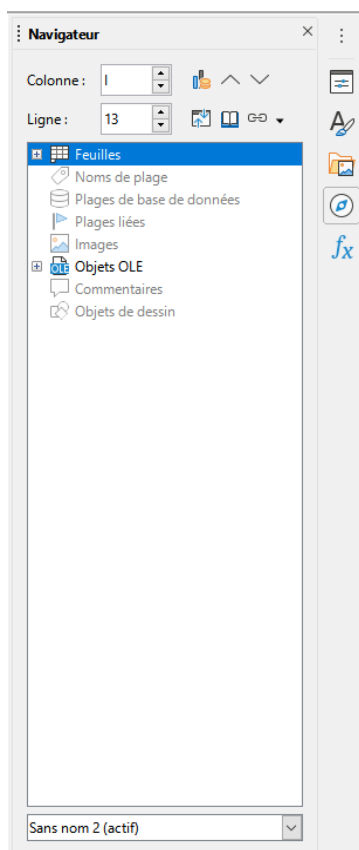 Navigateur
Colonne : I
Ligne : 13
Feuilles
Noms de plage
Plages de base de données
Plages liées
Images
OLE Objets OLE
Commentaires
Objets de dessin
Sans nom 2 (actif)